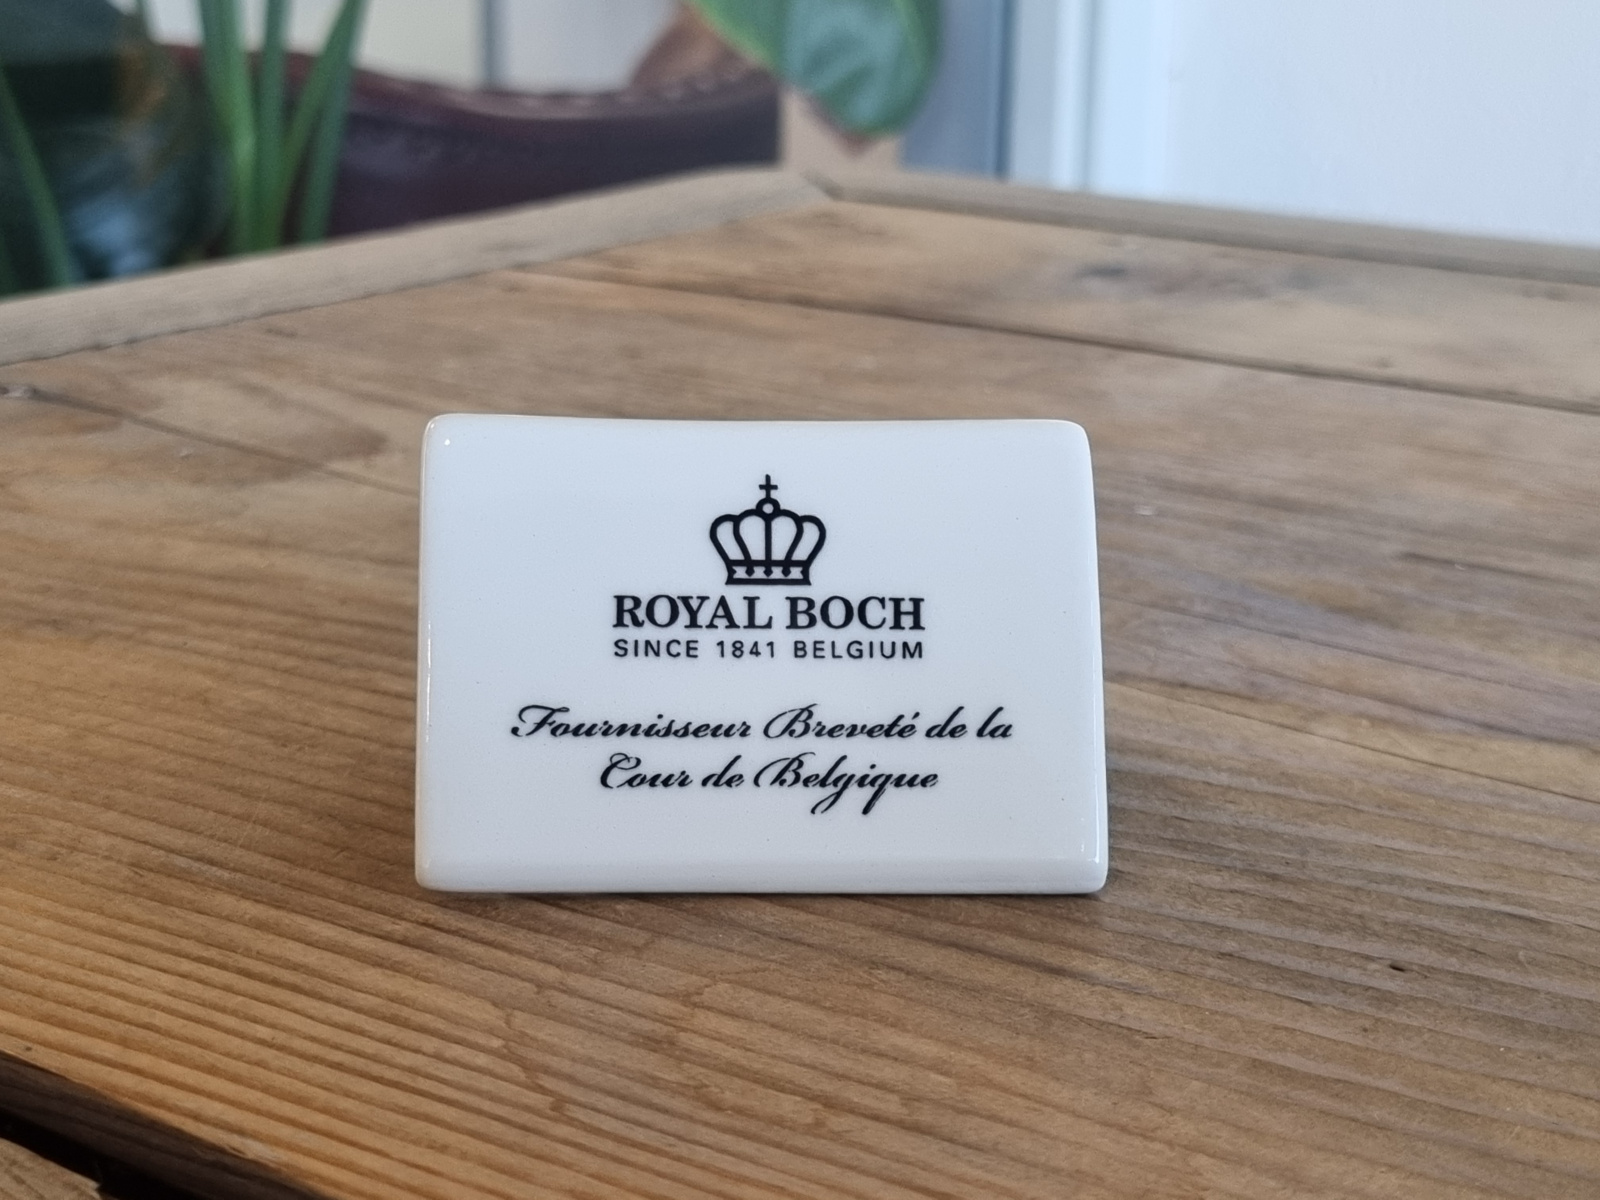 ROYAL BOCH
SINCE 1841 BELGIUM
Fournisseur Breveté de la
Cour de Belgique